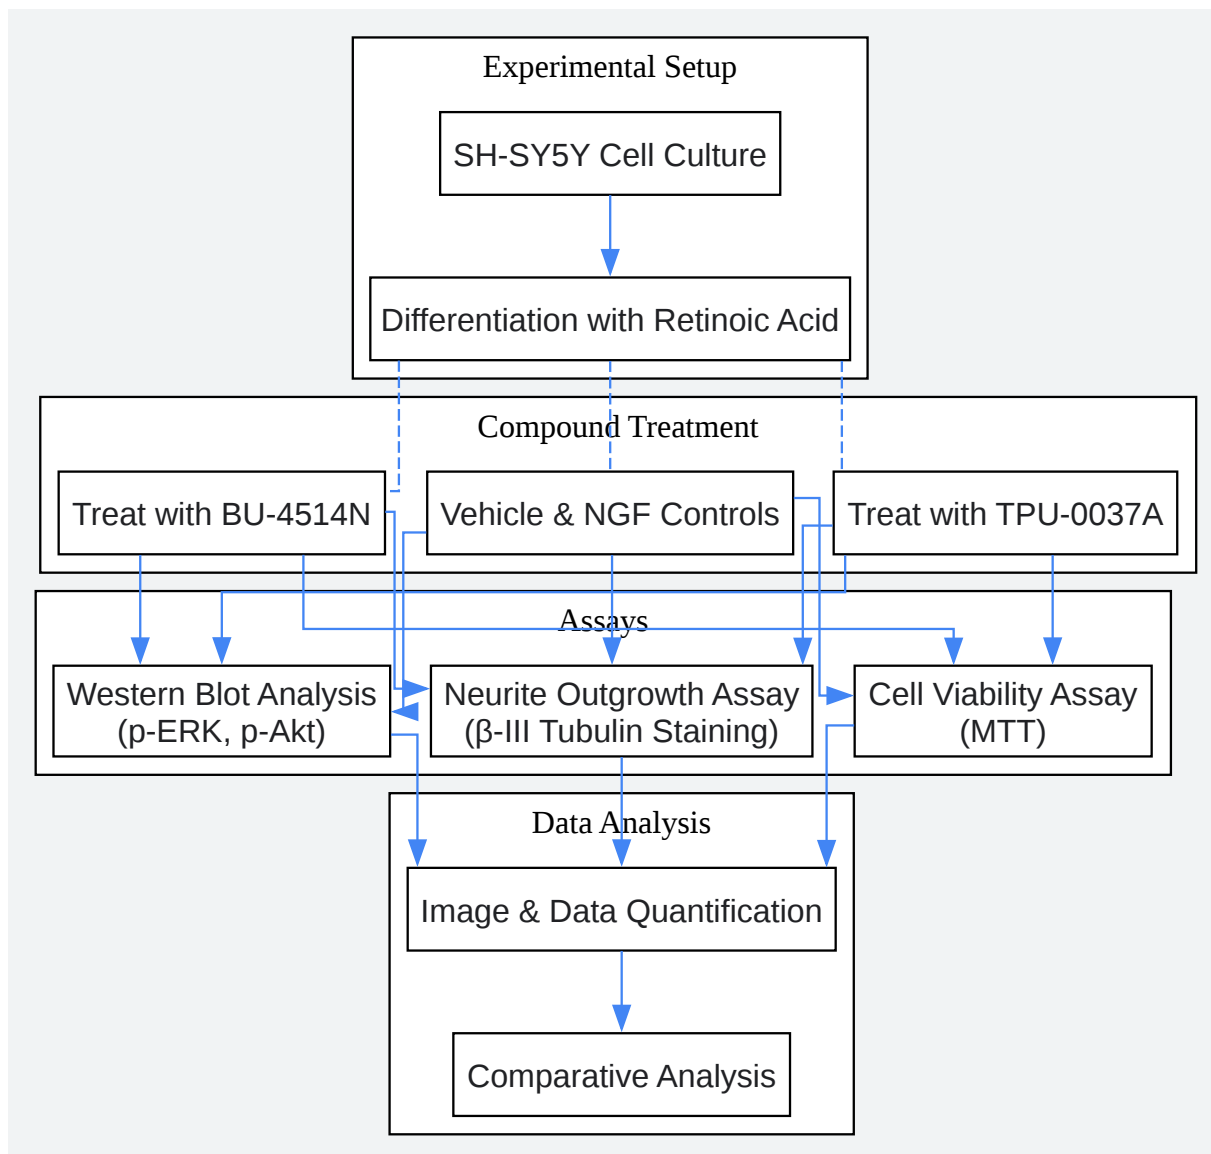 Experimental Setup
SH-SY5Y Cell Culture
Differentiation with Retinoic Acid
Compound Treatment
Treat with BU-4514N
Vehicle & NGF Controls
Treat with TPU-0037A
Assays
Western Blot Analysis
(p-ERK, p-Akt)
Neurite Outgrowth Assay
(β-III Tubulin Staining)
Cell Viability Assay
(MTT)
Data Analysis
Image & Data Quantification
Comparative Analysis